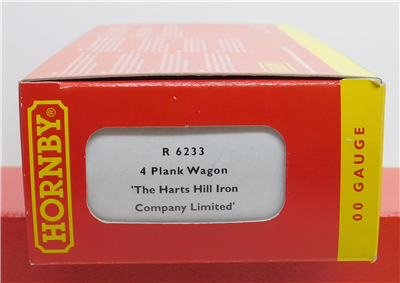 HORNBY®
R 6233
4 Plank Wagon
'The Harts Hill Iron
Company Limited'
00 GAUGE